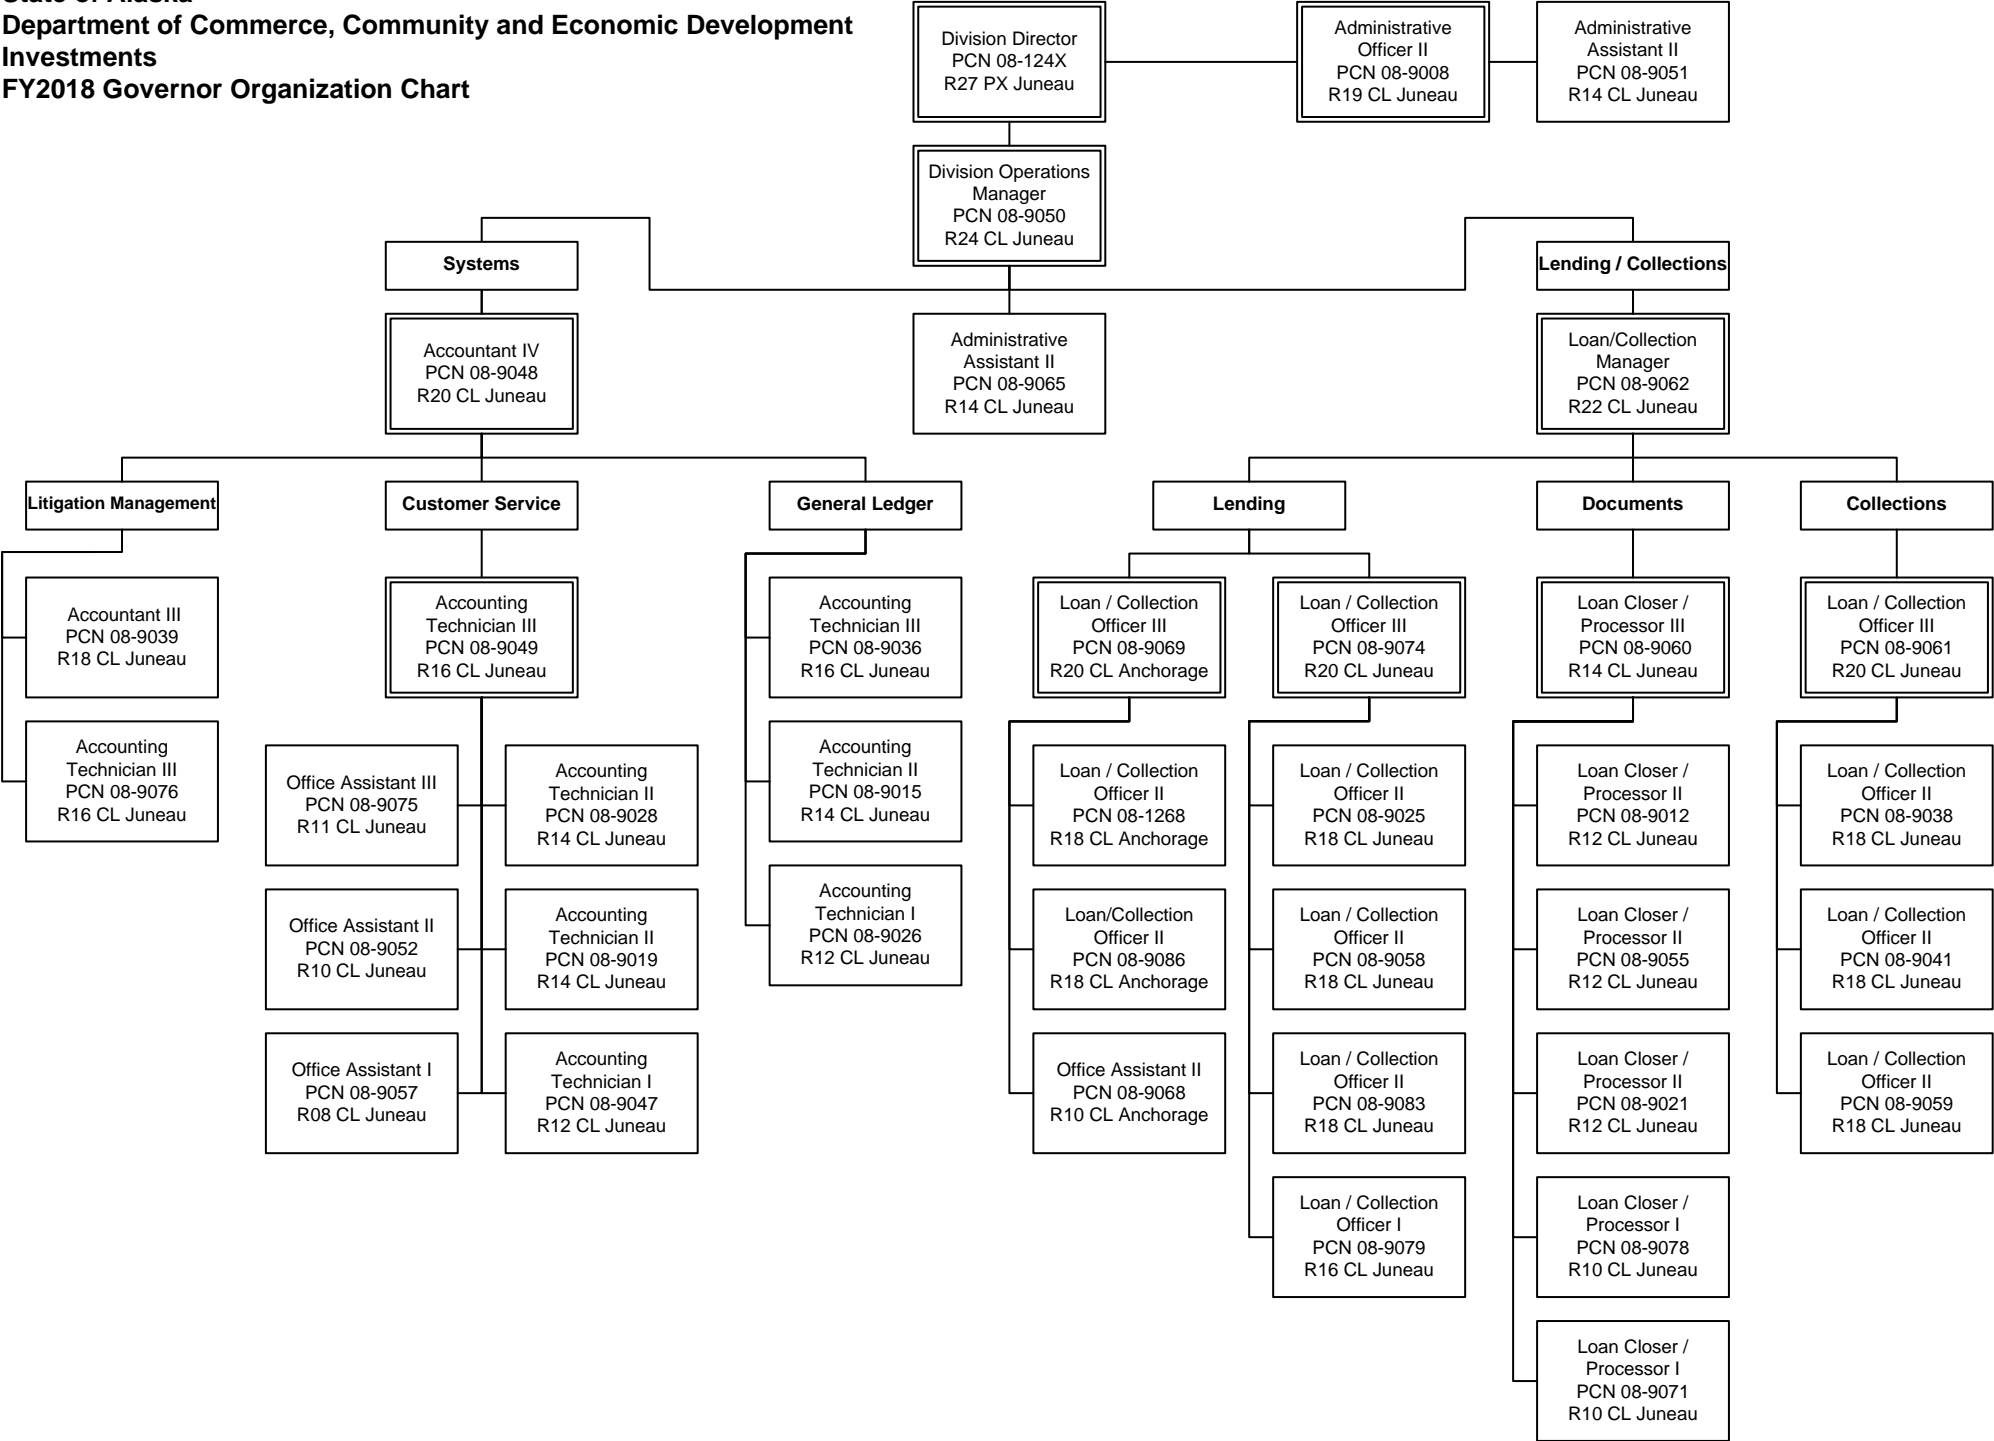 State of Alaska
Department of Commerce, Community and Economic Development
Investments
FY2018 Governor Organization Chart
Division Director
PCN 08-124X
R27 PX Juneau
Administrative
Officer II
PCN 08-9008
R19 CL Juneau
Administrative
Assistant II
PCN 08-9051
R14 CL Juneau
Division Operations
Manager
PCN 08-9050
R24 CL Juneau
Systems
Lending / Collections
Accountant IV
PCN 08-9048
R20 CL Juneau
Administrative
Assistant II
PCN 08-9065
R14 CL Juneau
Loan/Collection
Manager
PCN 08-9062
R22 CL Juneau
Litigation Management
Customer Service
General Ledger
Lending
Documents
Collections
Accountant III
PCN 08-9039
R18 CL Juneau
Accounting
Technician III
PCN 08-9049
R16 CL Juneau
Accounting
Technician III
PCN 08-9036
R16 CL Juneau
Loan / Collection
Officer III
PCN 08-9069
R20 CL Anchorage
Loan / Collection
Officer III
PCN 08-9074
R20 CL Juneau
Loan Closer /
Processor III
PCN 08-9060
R14 CL Juneau
Loan / Collection
Officer III
PCN 08-9061
R20 CL Juneau
Accounting
Technician III
PCN 08-9076
R16 CL Juneau
Office Assistant III
PCN 08-9075
R11 CL Juneau
Accounting
Technician II
PCN 08-9028
R14 CL Juneau
Accounting
Technician II
PCN 08-9015
R14 CL Juneau
Loan / Collection
Officer II
PCN 08-1268
R18 CL Anchorage
Loan / Collection
Officer II
PCN 08-9025
R18 CL Juneau
Loan Closer /
Processor II
PCN 08-9012
R12 CL Juneau
Loan / Collection
Officer II
PCN 08-9038
R18 CL Juneau
Office Assistant II
PCN 08-9052
R10 CL Juneau
Accounting
Technician II
PCN 08-9019
R14 CL Juneau
Accounting
Technician I
PCN 08-9026
R12 CL Juneau
Loan/Collection
Officer II
PCN 08-9086
R18 CL Anchorage
Loan / Collection
Officer II
PCN 08-9058
R18 CL Juneau
Loan Closer /
Processor II
PCN 08-9055
R12 CL Juneau
Loan / Collection
Officer II
PCN 08-9041
R18 CL Juneau
Office Assistant I
PCN 08-9057
R08 CL Juneau
Accounting
Technician I
PCN 08-9047
R12 CL Juneau
Office Assistant II
PCN 08-9068
R10 CL Anchorage
Loan / Collection
Officer II
PCN 08-9083
R18 CL Juneau
Loan Closer /
Processor II
PCN 08-9021
R12 CL Juneau
Loan / Collection
Officer II
PCN 08-9059
R18 CL Juneau
Loan / Collection
Officer I
PCN 08-9079
R16 CL Juneau
Loan Closer /
Processor I
PCN 08-9078
R10 CL Juneau
Loan Closer /
Processor I
PCN 08-9071
R10 CL Juneau